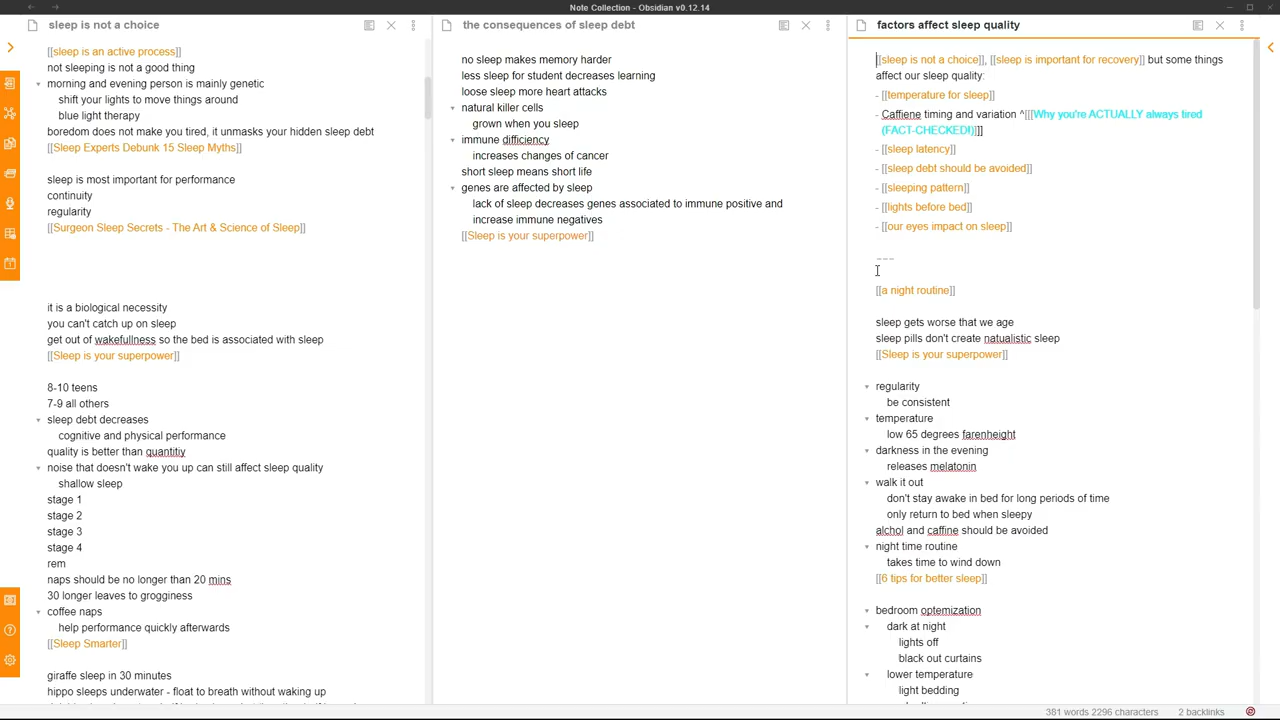 Note Collection - Obsidian v0.12.14
sleep is not a choice
[[sleep is an active process]]
not sleeping is not a good thing
morning and evening person is mainly genetic
shift your lights to move things around
blue light therapy
boredom does not make you tired, it unmasks your hidden sleep debt
[[Sleep Experts Debunk 15 Sleep Myths]]
sleep is most important for performance
continuity
regularity
[[Surgeon Sleep Secrets - The Art & Science of Sleep]]
it is a biological necessity
you can't catch up on sleep
get out of wakefullness so the bed is associated with sleep
[[Sleep is your superpower]]
8-10 teens
7-9 all others
sleep debt decreases
cognitive and physical performance
quality is better than quantitiy
noise that doesn't wake you up can still affect sleep quality
shallow sleep
stage 1
stage 2
stage 3
stage 4
rem
naps should be no longer than 20 mins
30 longer leaves to grogginess
coffee naps
help performance quickly afterwards
[[Sleep Smarter]]
giraffe sleep in 30 minutes
hippo sleeps underwater - float to breath without waking up
the consequences of sleep debt
no sleep makes memory harder
less sleep for student decreases learning
loose sleep more heart attacks
natural killer cells
grown when you sleep
immune difficiency
increases changes of cancer
short sleep means short life
genes are affected by sleep
lack of sleep decreases genes associated to immune positive and
increase immune negatives
[[Sleep is your superpower]]
factors affect sleep quality
[[sleep is not a choice]], [[sleep is important for recovery]] but some things
affect our sleep quality:
- [[temperature for sleep]]
- Caffiene timing and variation ^[[[Why you're ACTUALLY always tired
(FACT-CHECKED!)]]]
- [[sleep latency]]
- [[sleep debt should be avoided]]
- [[sleeping pattern]]
- [[lights before bed]]
- [[our eyes impact on sleep]]
---
[[a night routine]]
sleep gets worse that we age
sleep pills don't create natualistic sleep
[[Sleep is your superpower]]
regularity
be consistent
temperature
low 65 degrees farenheight
darkness in the evening
releases melatonin
walk it out
don't stay awake in bed for long periods of time
only return to bed when sleepy
alchol and caffine should be avoided
night time routine
takes time to wind down
[[6 tips for better sleep]]
bedroom optemization
dark at night
lights off
black out curtains
lower temperature
light bedding
381 words 2296 characters
2 backlinks